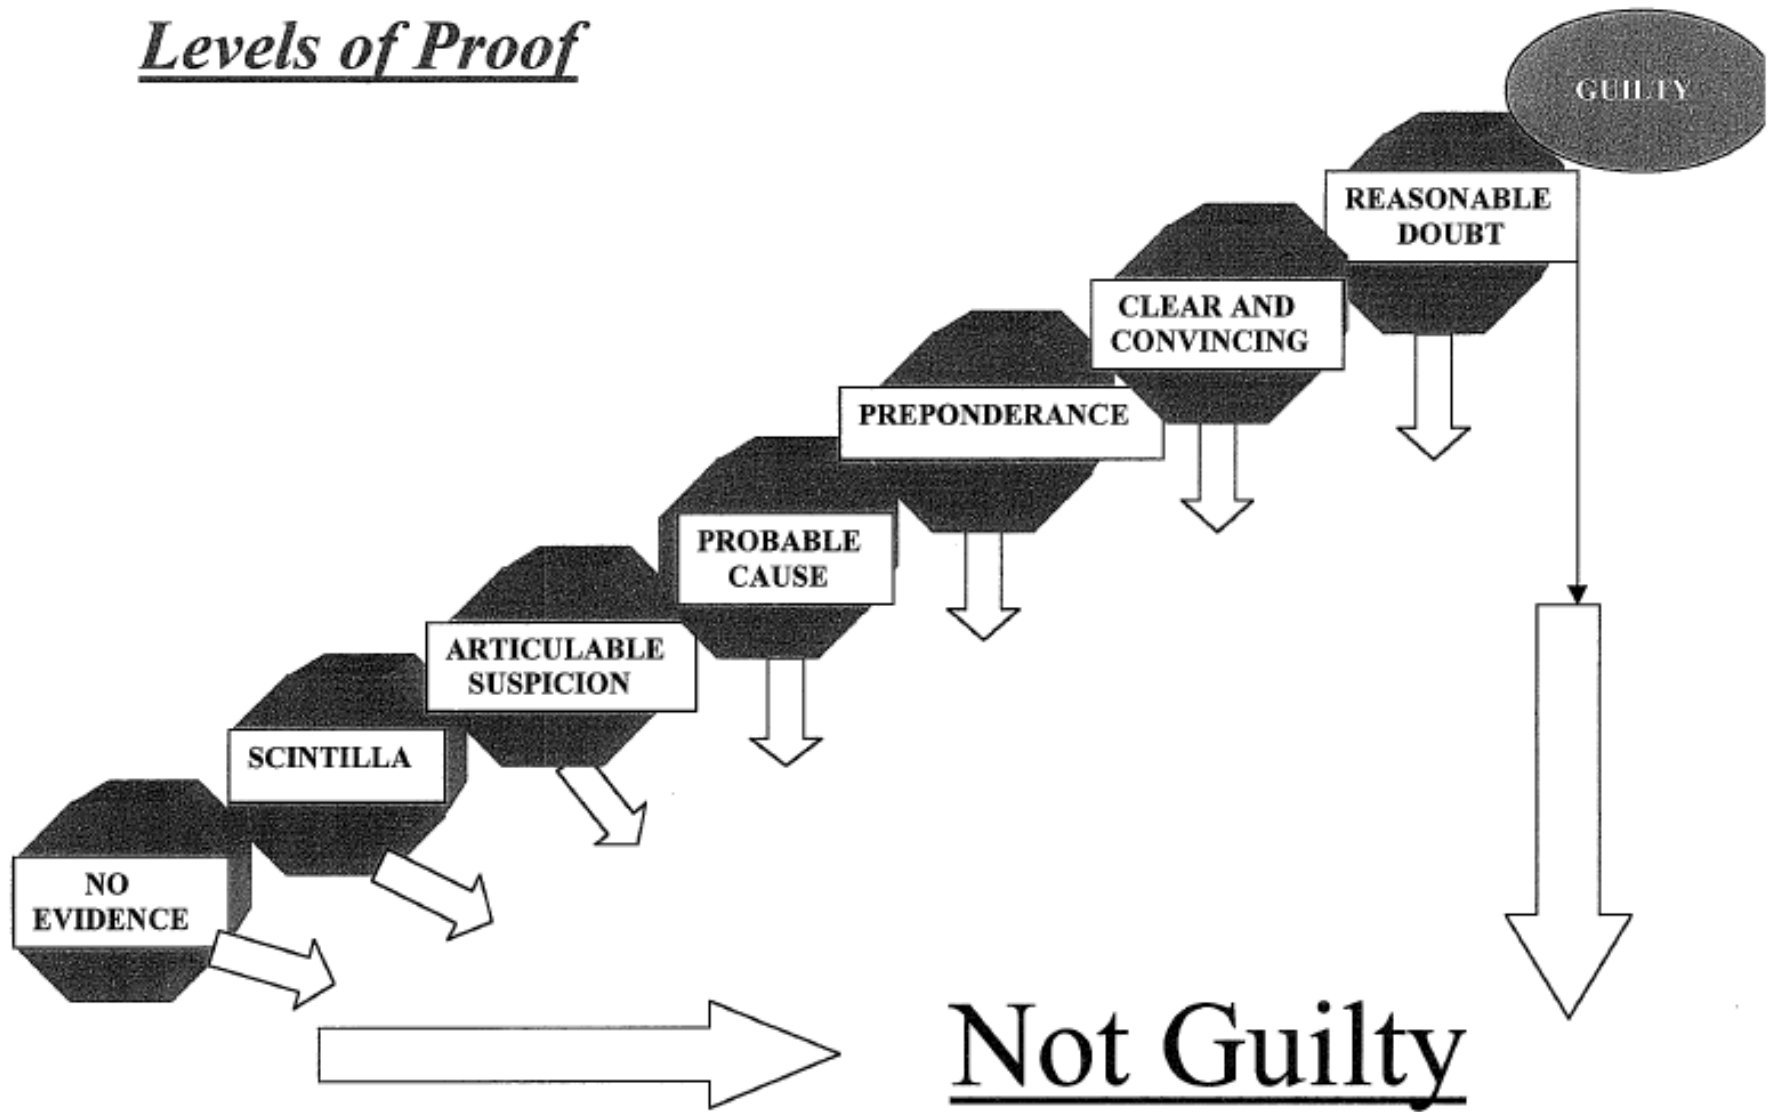 Levels of Proof
GUILTY
REASONABLE
DOUBT
CLEAR AND
CONVINCING
PREPONDERANCE
PROBABLE
CAUSE
ARTICULABLE
SUSPICION
SCINTILLA
NO
EVIDENCE
Not Guilty